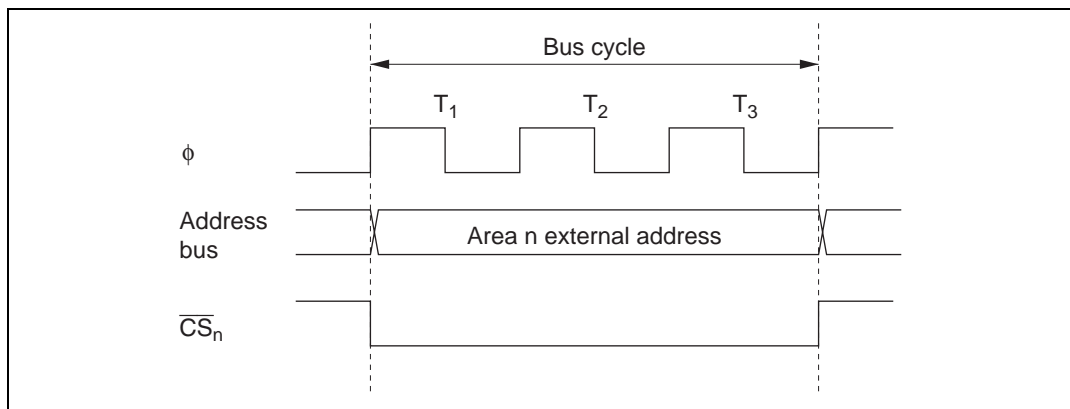 Bus cycle
T1 T2 T3
ϕ
Address
bus
Area n external address
CSn